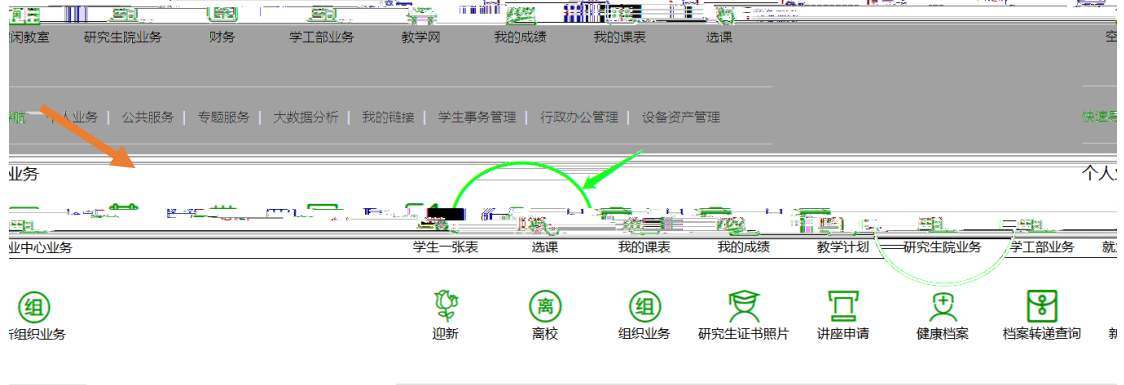 闲教室 研究生院业务 财务 学工部业务 教学网 我的成绩 我的课表 选课 空
航 个人业务 | 公共服务 | 专题服务 | 大数据分析 | 我的链接 | 学生事务管理 | 行政办公管理 | 设备资产管理 快速导
业务 个人
业中心业务 学生一张表 选课 我的课表 我的成绩 教学计划 研究生院业务 学工部业务 就
组 离 组
组织业务 迎新 离校 组织业务 研究生证书照片 讲座申请 健康档案 档案转递查询 新